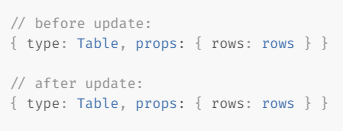 // before update:
{ type: Table, props: { rows: rows } }
// after update:
{ type: Table, props: { rows: rows } }